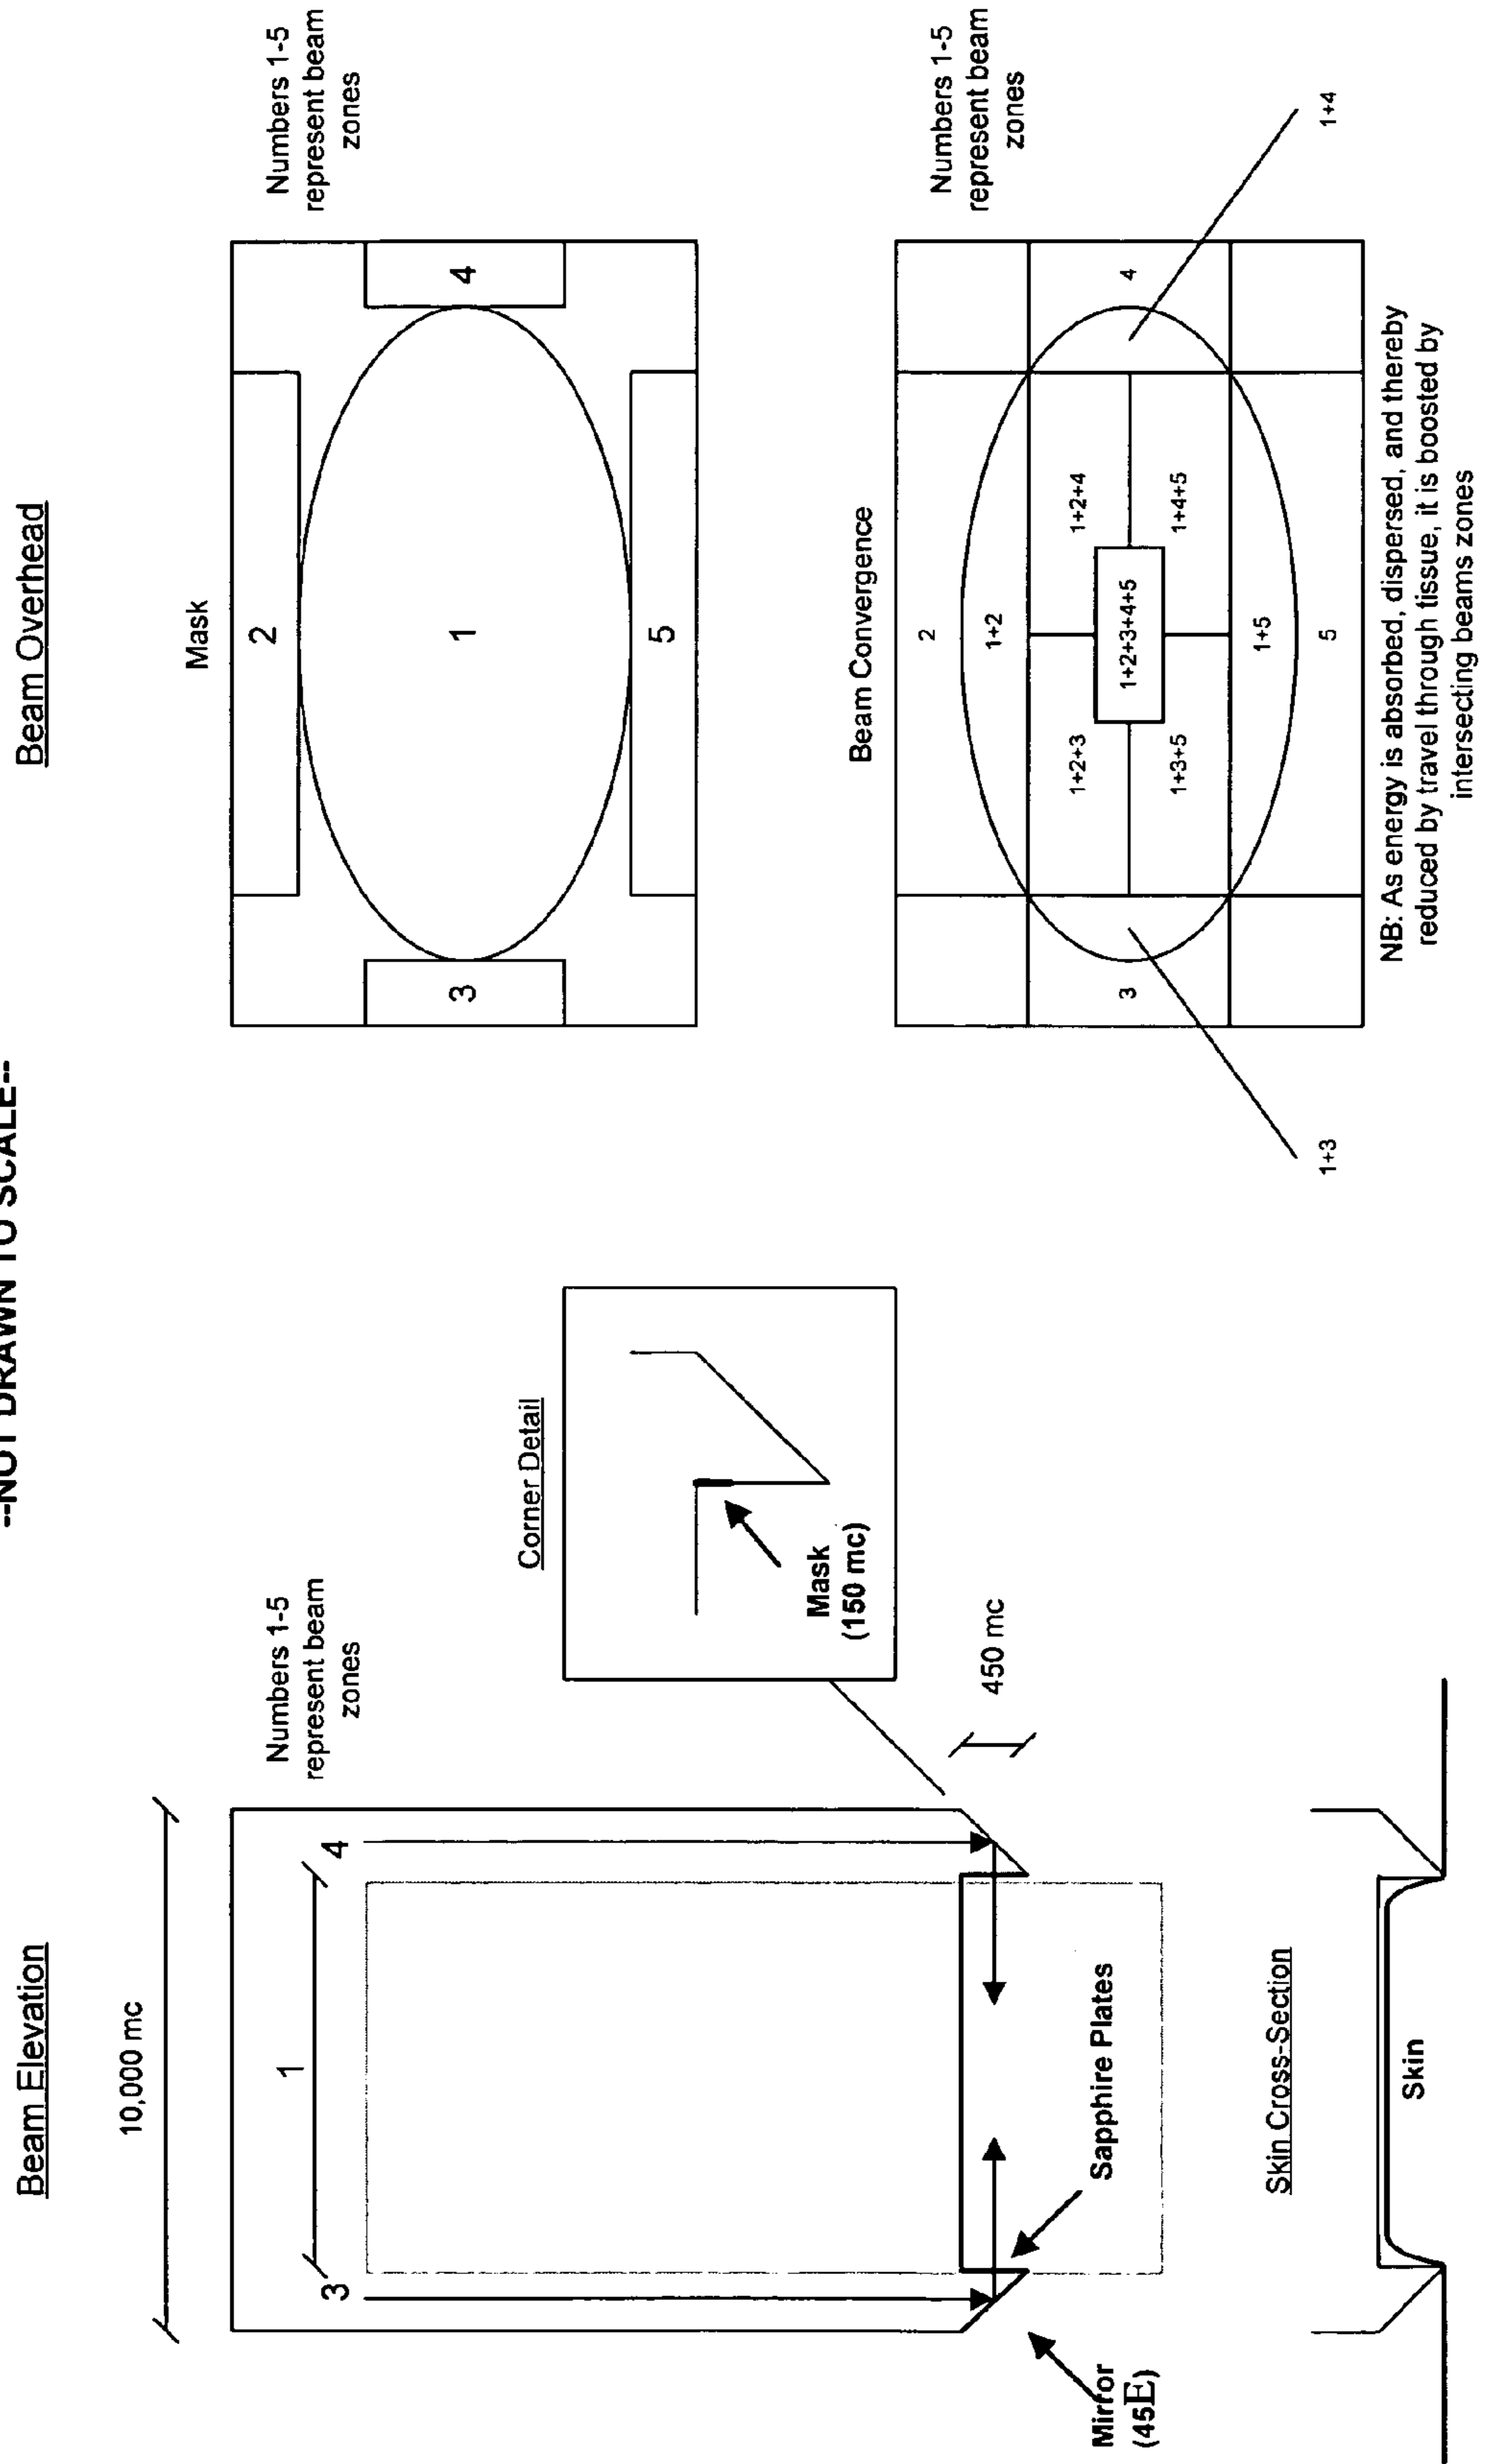 --NOT DRAWN TO SCALE--
Beam Elevation
10,000 mc
Numbers 1-5
represent beam
zones
1
3
4
450 mc
Mirror
(45E)
Sapphire Plates
Corner Detail
Mask
(150 mc)
Skin Cross-Section
Skin
Beam Overhead
Mask
Numbers 1-5
represent beam
zones
2
3
1
4
5
Beam Convergence
Numbers 1-5
represent beam
zones
2
1+2
1+2+3
1+2+4
3
1+2+3+4+5
4
1+3+5
1+4+5
1+5
5
1+3
1+4
NB: As energy is absorbed, dispersed, and thereby
reduced by travel through tissue, it is boosted by
intersecting beams zones